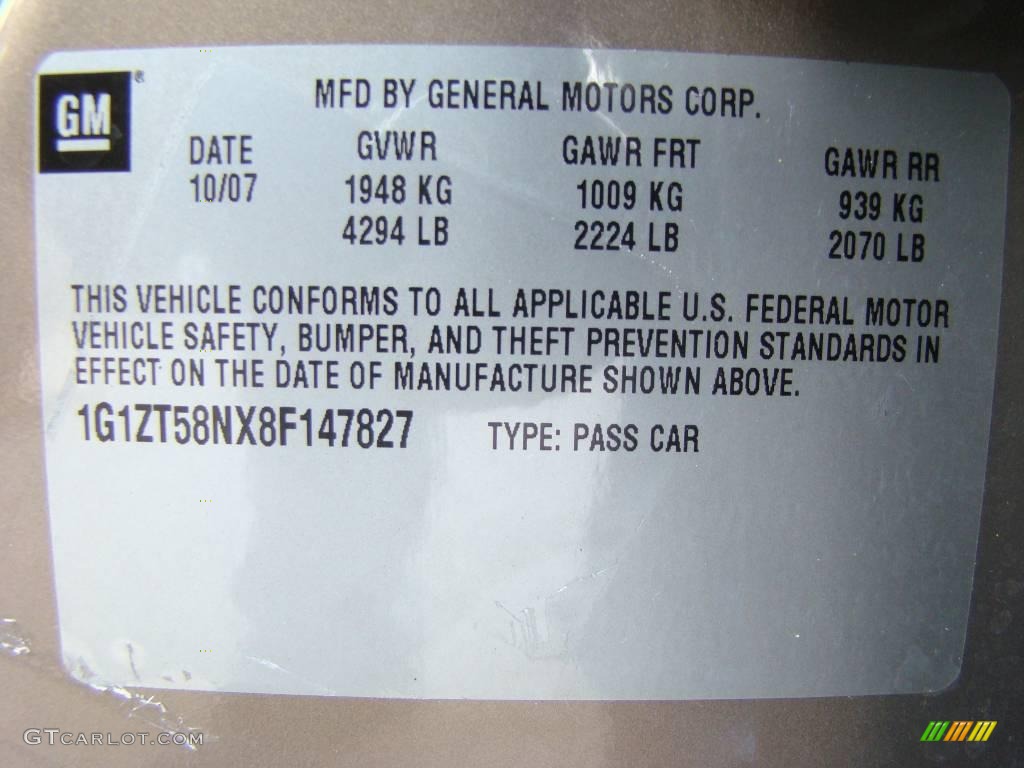 GM ®
MFD BY GENERAL MOTORS CORP.
DATE GVWR GAWR FRT GAWR RR
10/07 1948 KG 1009 KG 939 KG
4294 LB 2224 LB 2070 LB
THIS VEHICLE CONFORMS TO ALL APPLICABLE U.S. FEDERAL MOTOR
VEHICLE SAFETY, BUMPER, AND THEFT PREVENTION STANDARDS IN
EFFECT ON THE DATE OF MANUFACTURE SHOWN ABOVE.
1G1ZT58NX8F147827 TYPE: PASS CAR
GTCARLOT.COM